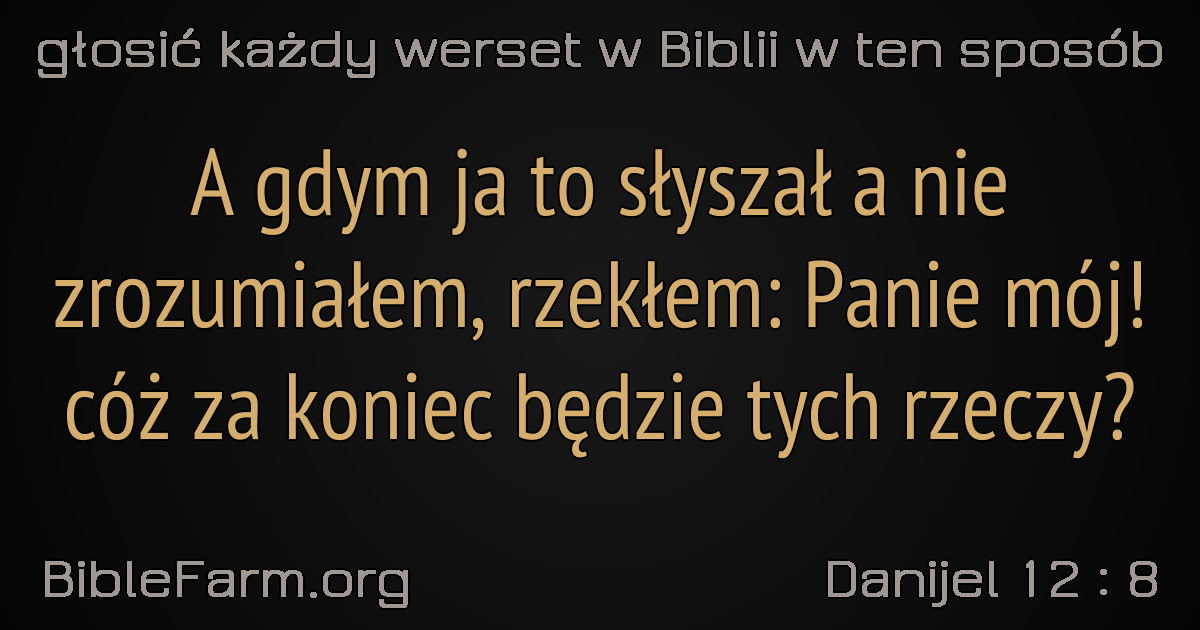 głosić każdy werset w Biblii w ten sposób
A gdym ja to słyszał a nie
zrozumiałem, rzekłem: Panie mój!
cóż za koniec będzie tych rzeczy?
BibleFarm.org
Danijel 12 : 8